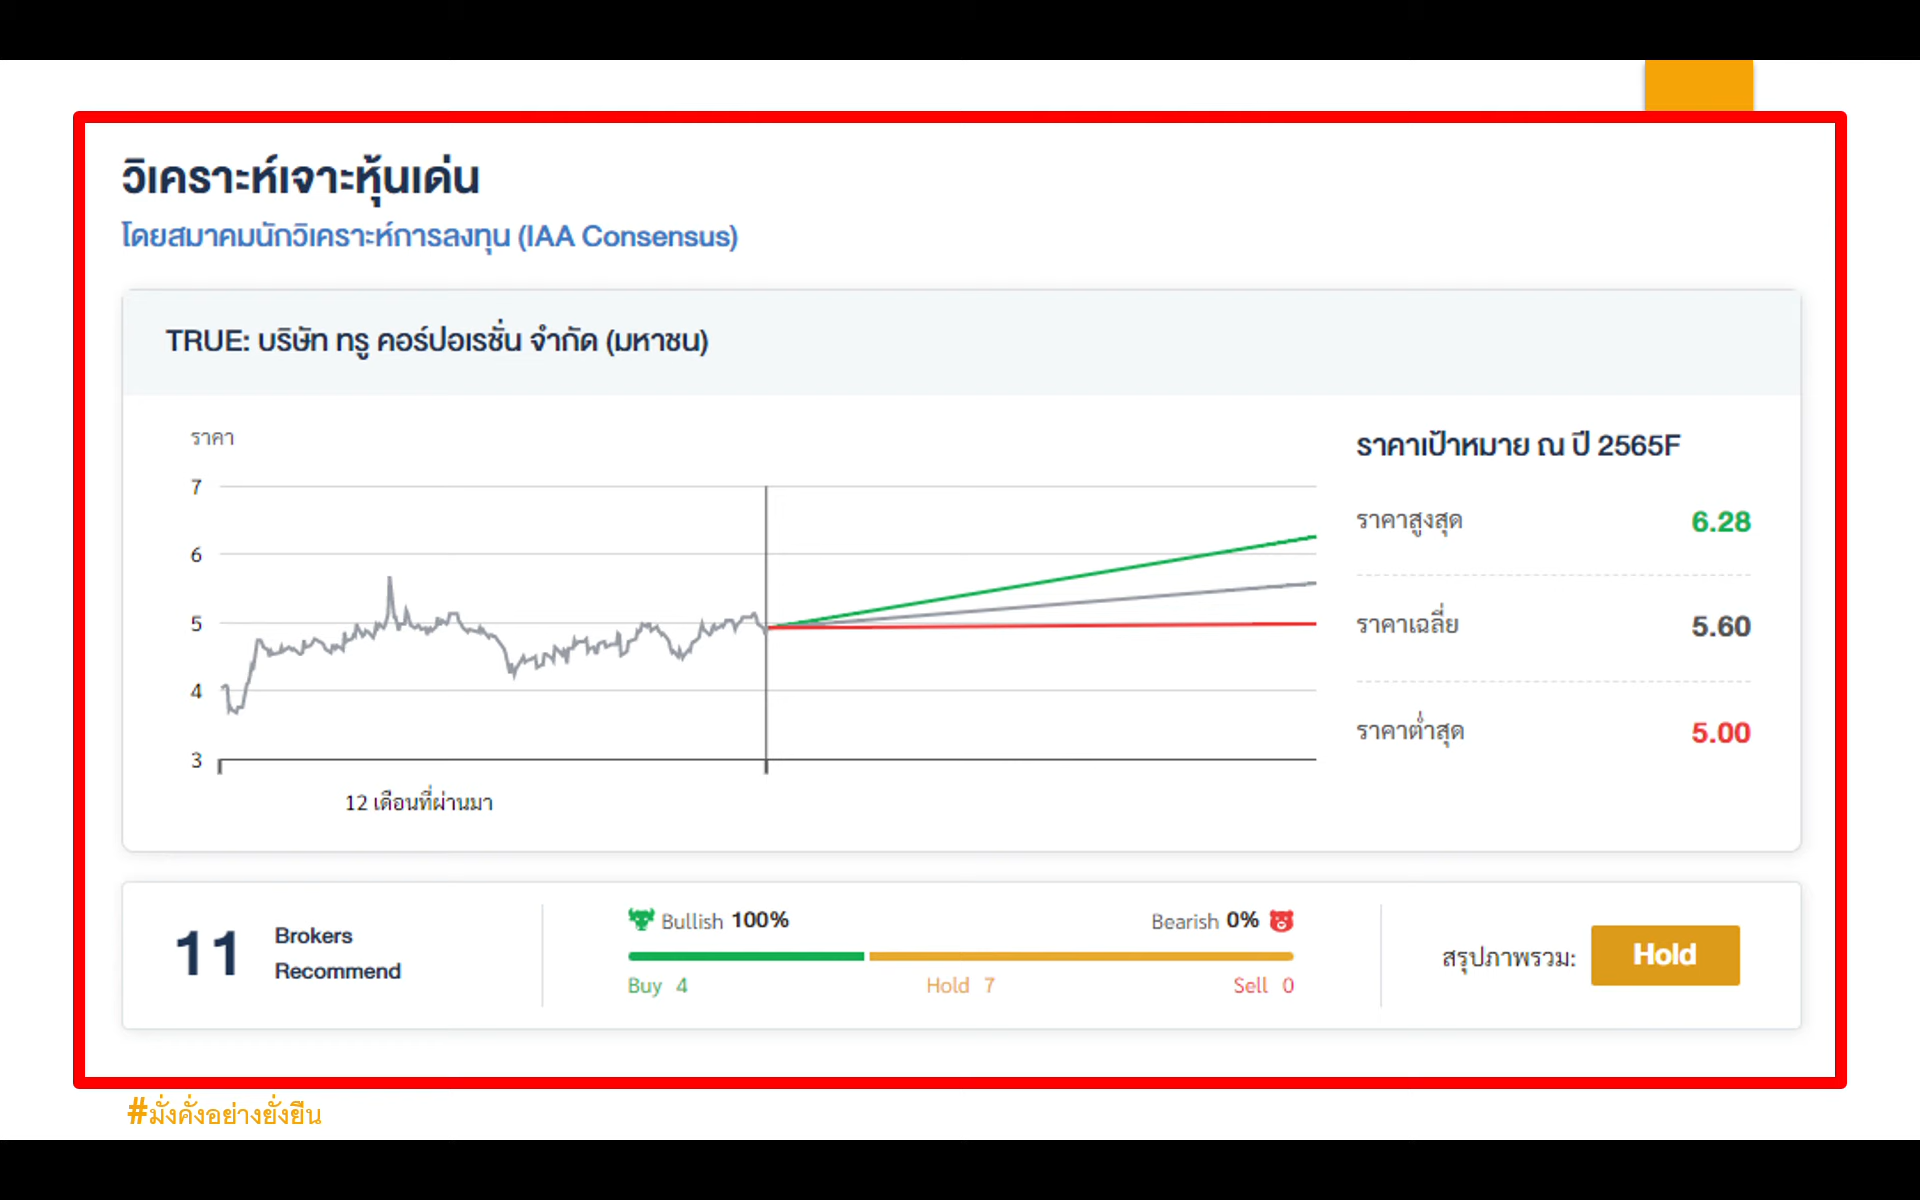 วิเคราะห์เจาะหุ้นเด่น
โดยสมาคมนักวิเคราะห์การลงทุน (IAA Consensus)
TRUE: บริษัท ทรู คอร์ปอเรชั่น จำกัด (มหาชน)
ราคา
7
6
5
4
3
12 เดือนที่ผ่านมา
ราคาเป้าหมาย ณ ปี 2565F
ราคาสูงสุด 6.28
ราคาเฉลี่ย 5.60
ราคาต่ำสุด 5.00
11 Brokers Recommend
Bullish 100% Bearish 0%
Buy 4 Hold 7 Sell 0
สรุปภาพรวม: Hold
#มั่งคั่งอย่างยั่งยืน